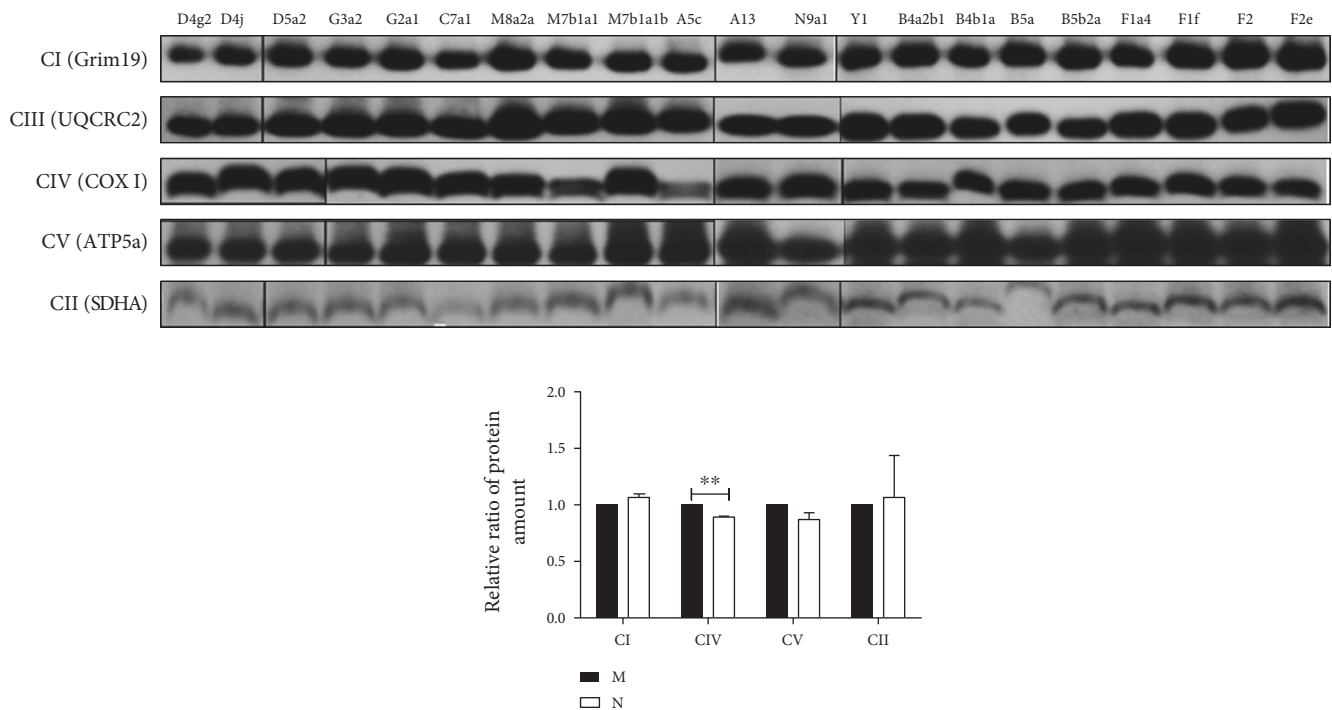 D4g2 D4j D5a2 G3a2 G2a1 C7a1 M8a2a M7b1a1 M7b1a1b A5c A13 N9a1 Y1 B4a2b1 B4b1a B5a B5b2a F1a4 F1f F2 F2e
CI (Grim19)
CIII (UQCRC2)
CIV (COX I)
CV (ATP5a)
CII (SDHA)
Relative ratio of protein
amount
2.0
1.5
1.0
0.5
0.0
**
CI CIV CV CII
M
N